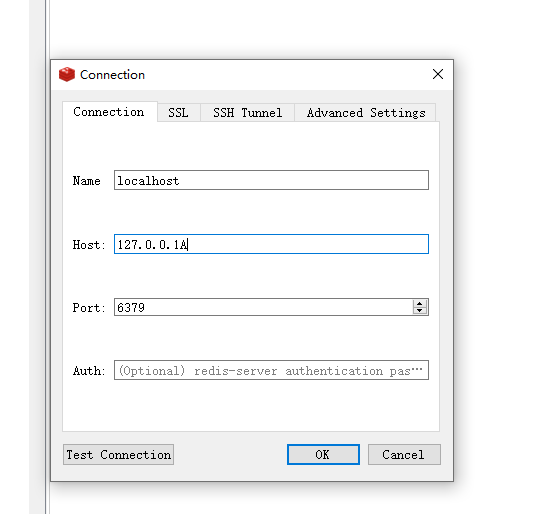 Connection
Connection SSL SSH Tunnel Advanced Settings
Name localhost
Host: 127.0.0.1A
Port: 6379
Auth: (Optional) redis-server authentication pas…
Test Connection OK Cancel